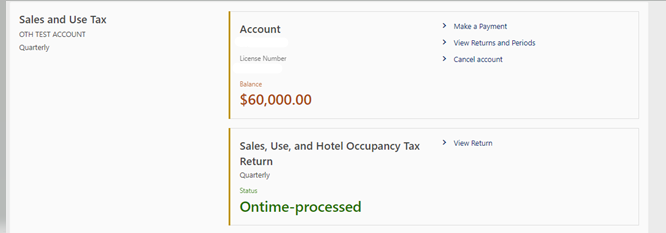 Sales and Use Tax
OTH TEST ACCOUNT
Quarterly
Account
License Number
Balance
$60,000.00
Make a Payment
View Returns and Periods
Cancel account
Sales, Use, and Hotel Occupancy Tax
Return
Quarterly
Status
Ontime-processed
View Return